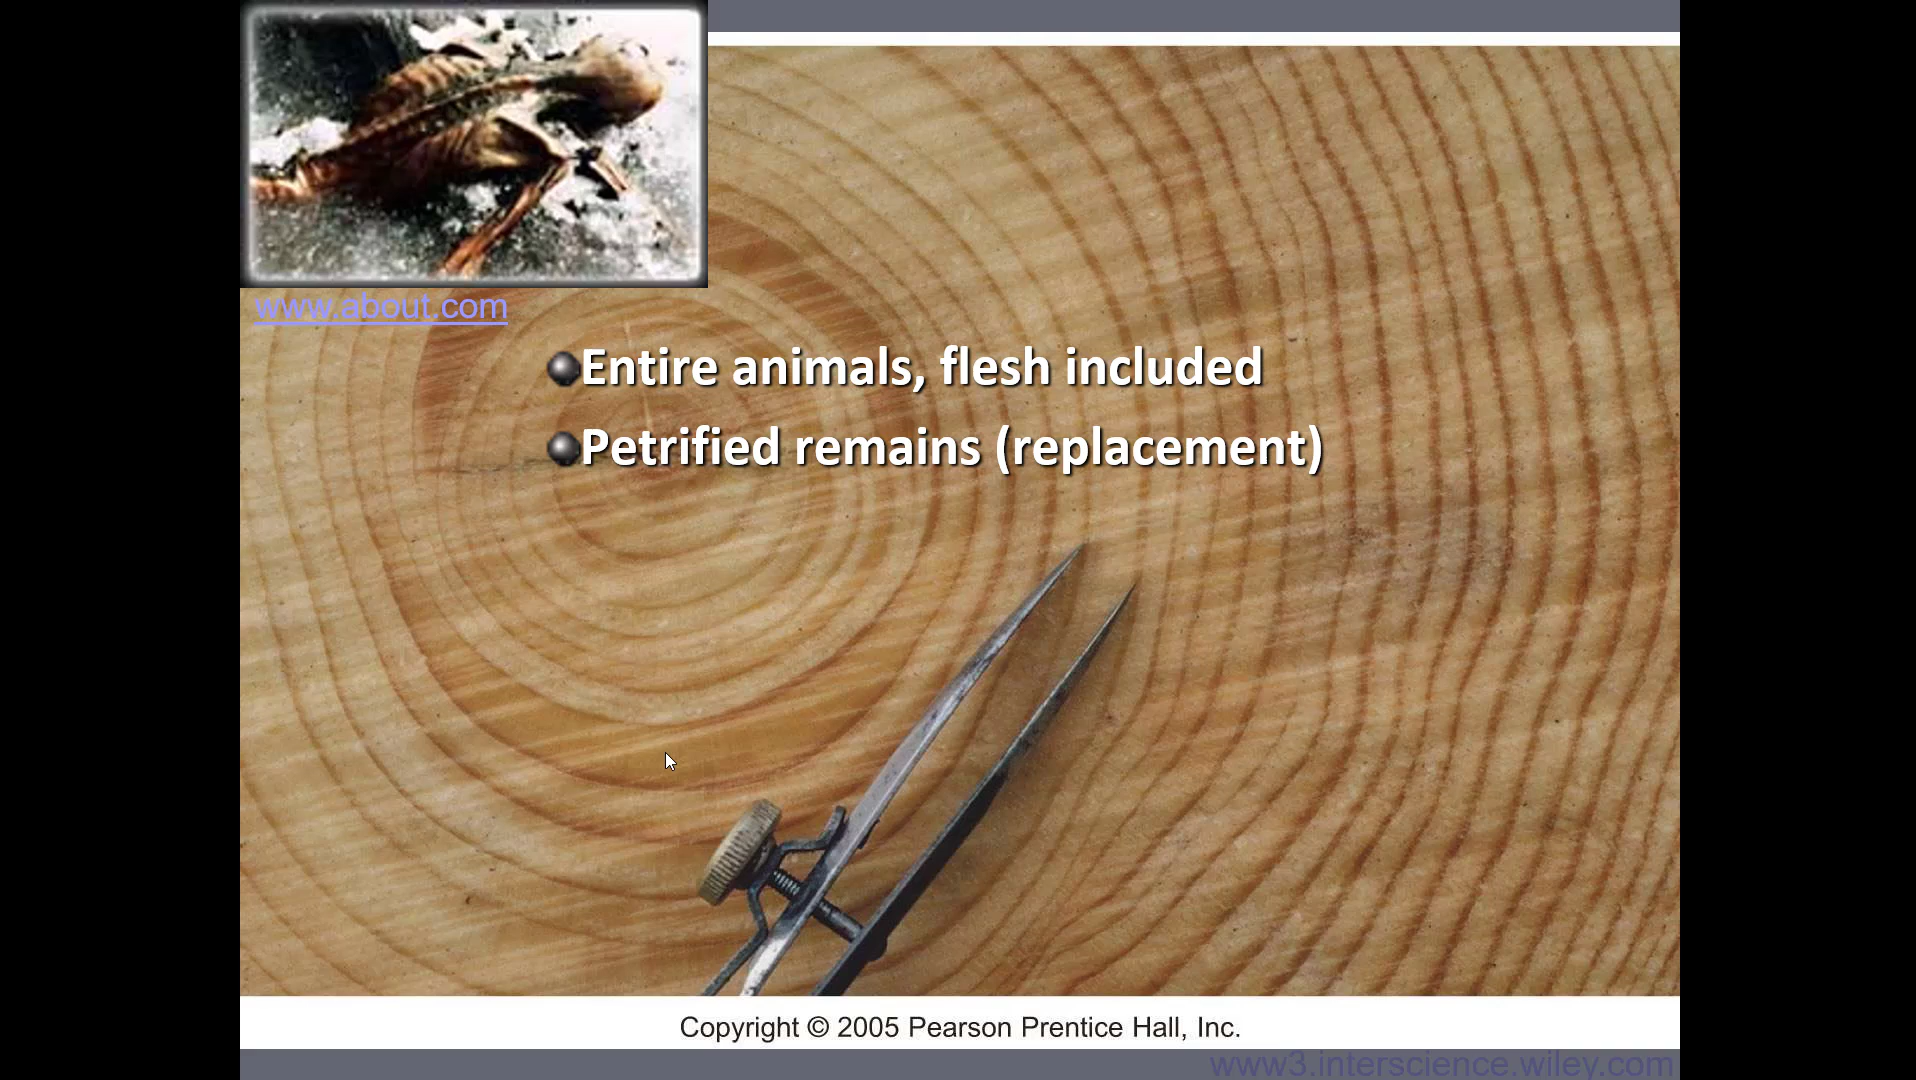 www.about.com
Entire animals, flesh included
Petrified remains (replacement)
Copyright © 2005 Pearson Prentice Hall, Inc.
www3.interscience.wiley.com